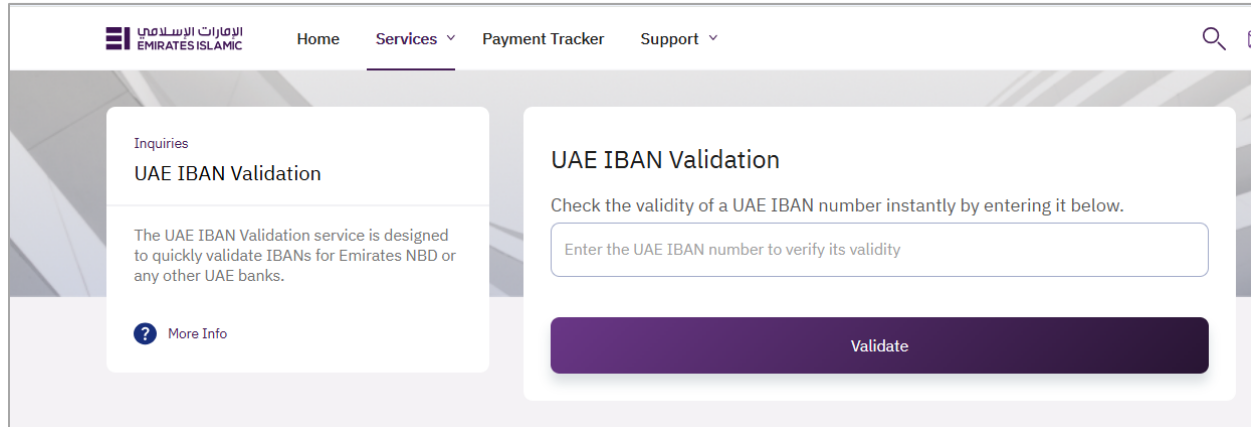 الإمارات الإسلامي
EMIRATES ISLAMIC
Home
Services
Payment Tracker
Support
Inquiries
UAE IBAN Validation
The UAE IBAN Validation service is designed
to quickly validate IBANs for Emirates NBD or
any other UAE banks.
? More Info
UAE IBAN Validation
Check the validity of a UAE IBAN number instantly by entering it below.
Enter the UAE IBAN number to verify its validity
Validate